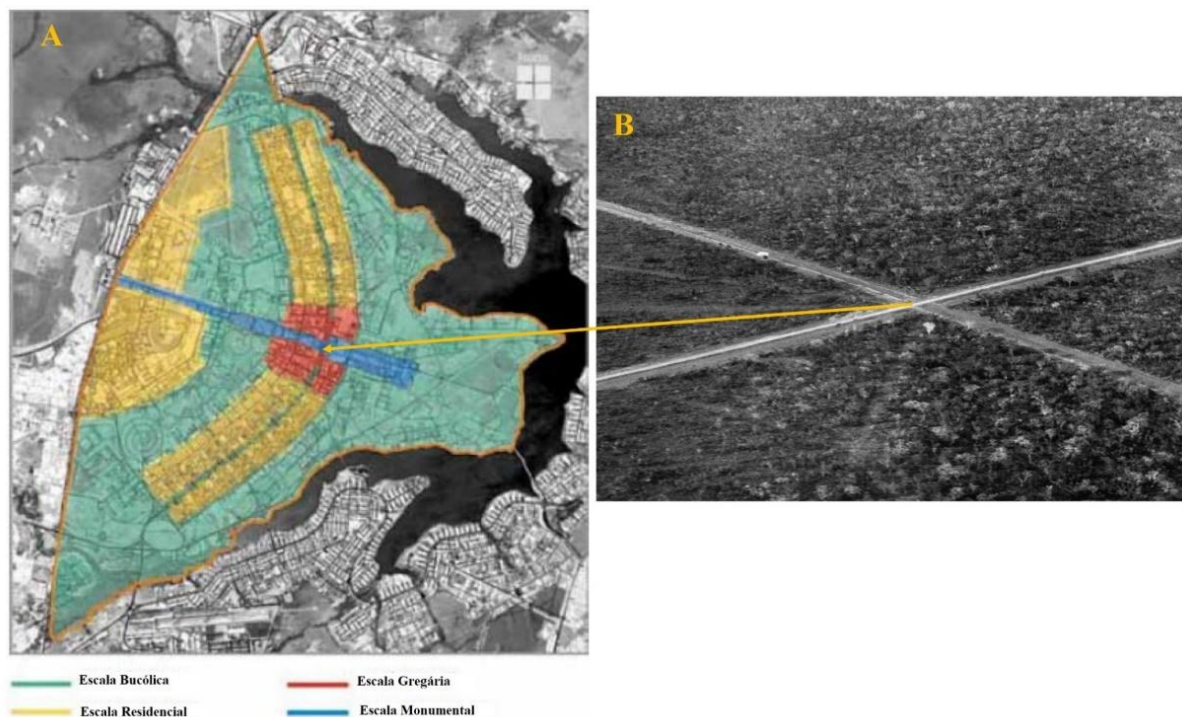 A
B
Escala Bucólica
Escala Gregária
Escala Residencial
Escala Monumental